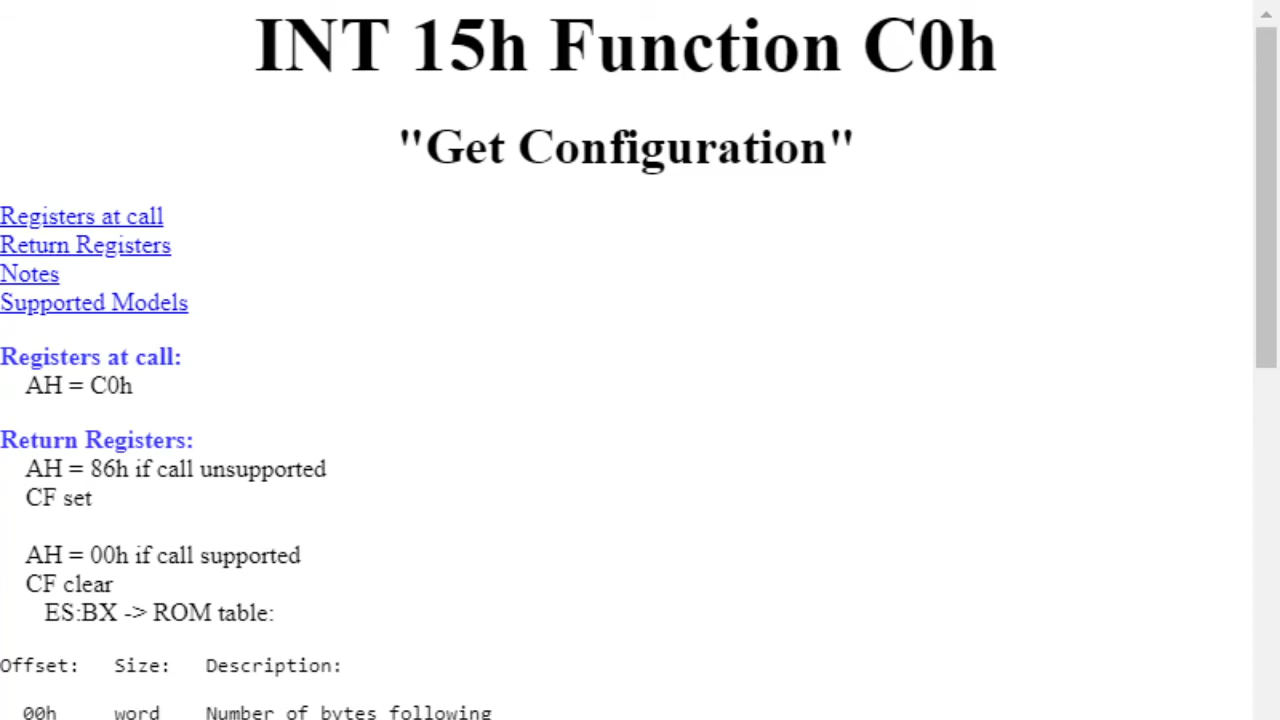 INT 15h Function C0h
"Get Configuration"
Registers at call
Return Registers
Notes
Supported Models
Registers at call:
AH = C0h
Return Registers:
AH = 86h if call unsupported
CF set
AH = 00h if call supported
CF clear
ES:BX -> ROM table:
Offset: Size: Description:
00h word Number of bytes following